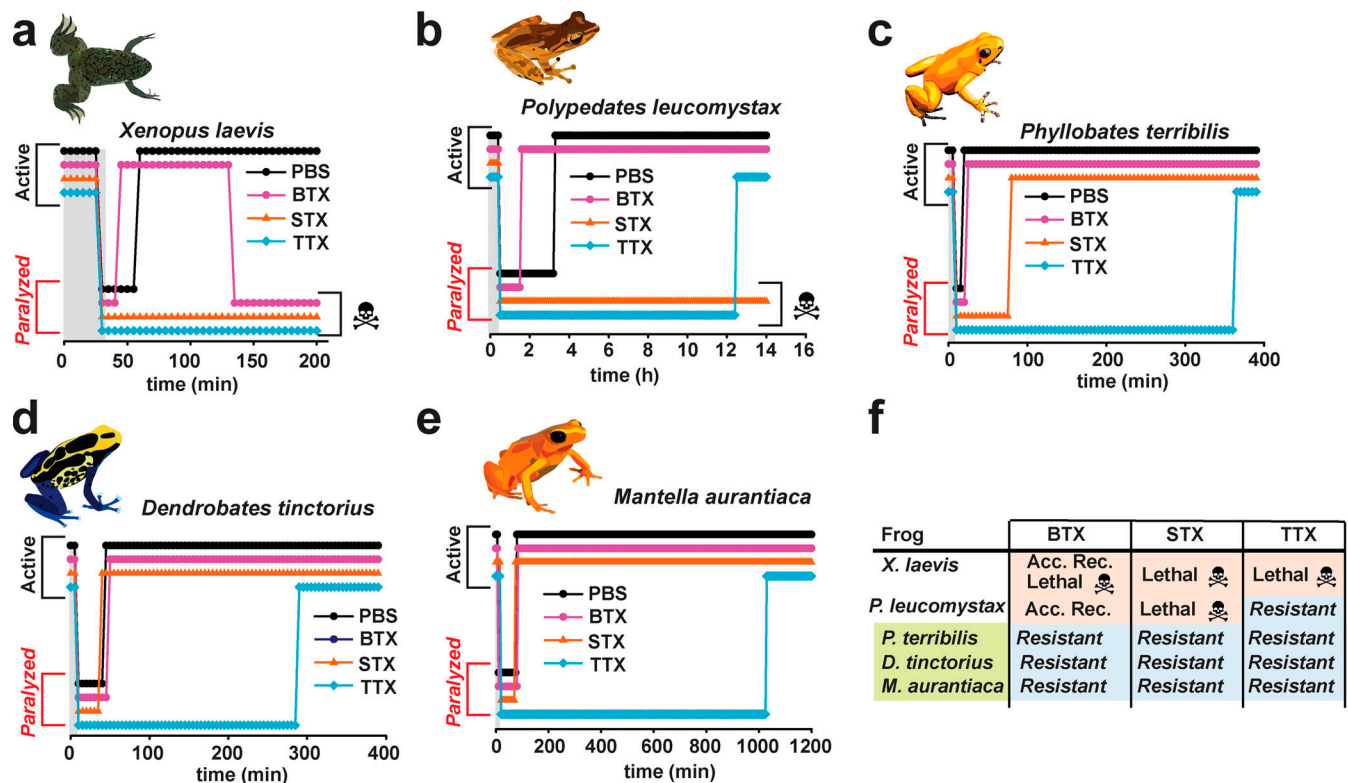 a
Xenopus laevis
Active
Paralyzed
PBS
BTX
STX
TTX
0 50 100 150 200
time (min)
b
Polypedates leucomystax
Active
Paralyzed
PBS
BTX
STX
TTX
0 2 4 6 8 10 12 14 16
time (h)
c
Phyllobates terribilis
Active
Paralyzed
PBS
BTX
STX
TTX
0 100 200 300 400
time (min)
d
Dendrobates tinctorius
Active
Paralyzed
PBS
BTX
STX
TTX
0 100 200 300 400
time (min)
e
Mantella aurantiaca
Active
Paralyzed
PBS
BTX
STX
TTX
0 200 400 600 800 1000 1200
time (min)
f
Frog BTX STX TTX
X. laevis Acc. Rec. Lethal Lethal Lethal
P. leucomystax Acc. Rec. Lethal Resistant
P. terribilis Resistant Resistant Resistant
D. tinctorius Resistant Resistant Resistant
M. aurantiaca Resistant Resistant Resistant